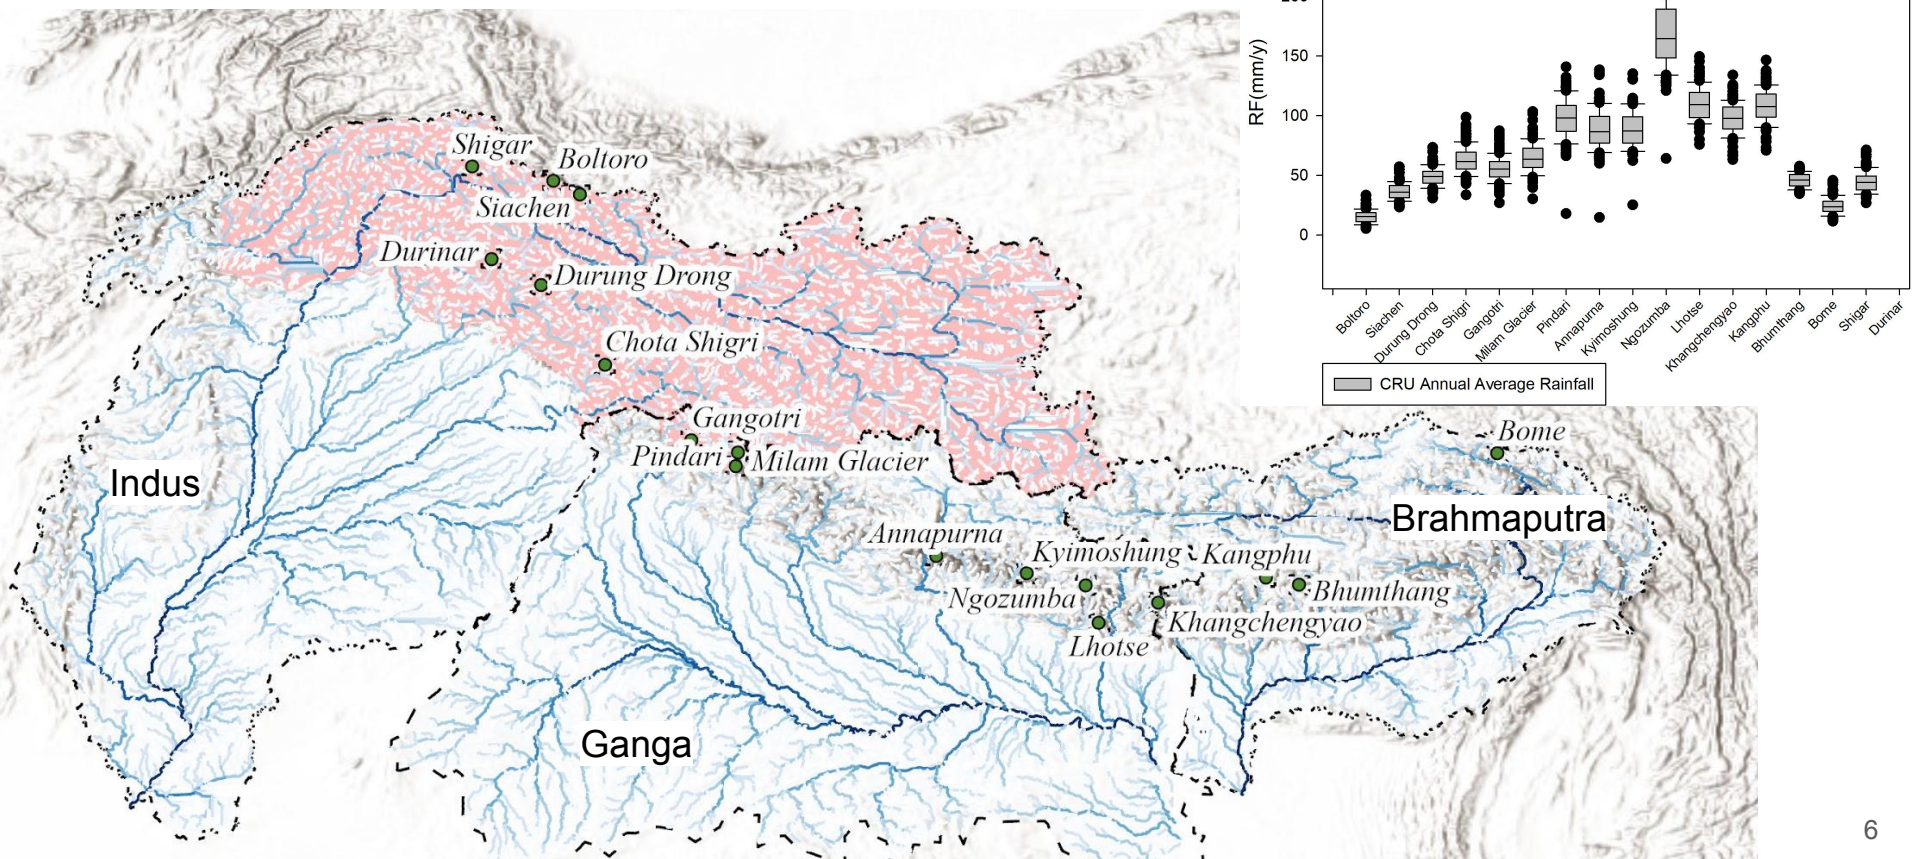 Shigar
Boltoro
Siachen
Durinar
Durung Drong
Chota Shigri
Gangotri
Pindari
Milam Glacier
Indus
Annapurna
Kyimoshung
Kangphu
Ngozumba
Bhumthang
Khangchengyao
Lhotse
Bome
Brahmaputra
Ganga
RF(mm/y)
150
100
50
0
Boltoro
Siachen
Durung Drong
Chota Shigri
Gangotri
Milam Glacier
Pindari
Annapurna
Kyimoshung
Ngozumba
Lhotse
Khangchengyao
Kangphu
Bhumthang
Bome
Shigar
Durinar
CRU Annual Average Rainfall
6